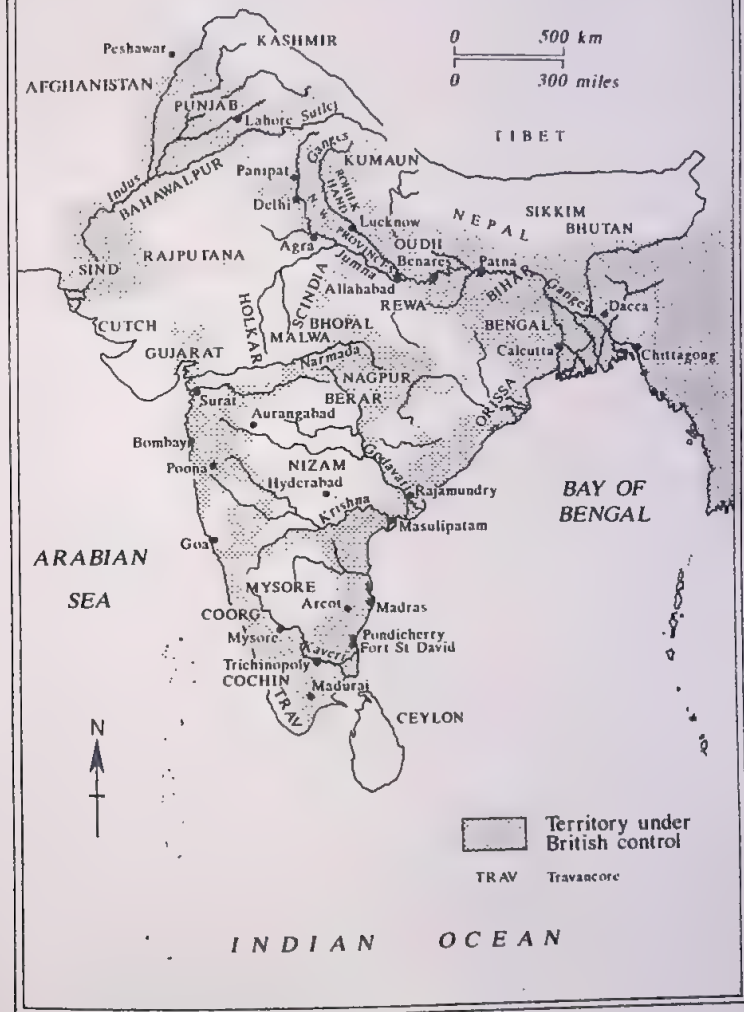 0 500 km
0 300 miles
Peshawar
KASHMIR
AFGHANISTAN
PUNJAB
Lahore
Sutlej
TIBET
Indus
BAHAWALPUR
Ganges
KUMAUN
Panipat
ROHILK
HAND
Delhi
N. W. PROVINCES
Lucknow
NEPAL
SIKKIM
BHUTAN
SIND
RAJPUTANA
Agra
Jumna
OUDH
Benares
Patna
Allahabad
BIHAR
Ganges
Dacca
HOLKAR
SCINDIA
REWA
CUTCH
MALWA
BHOPAL
BENGAL
Calcutta
Chittagong
GUJARAT
Narmada
NAGPUR
BERAR
ORISSA
Surat
Aurangabad
Bombay
Godavari
Poona
NIZAM
Hyderabad
Rajamundry
Krishna
Masulipatam
BAY OF
BENGAL
Goa
ARABIAN
SEA
MYSORE
Arcot
Madras
COORG
Mysore
Pondicherry
Fort St David
Kaveri
Trichinopoly
COCHIN
Madurai
TRAV
CEYLON
N
Territory under
British control
TRAV Travancore
INDIAN OCEAN